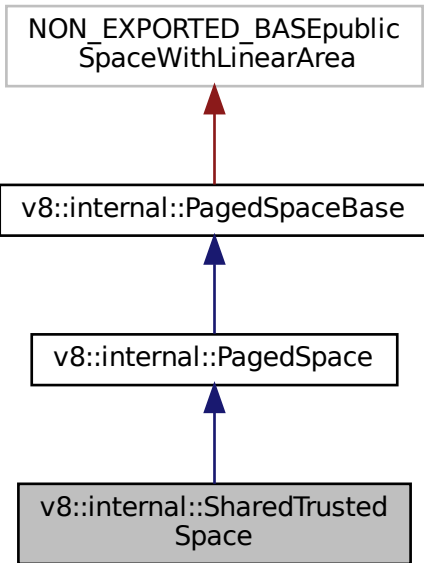 NON_EXPORTED_BASEpublic
SpaceWithLinearArea
v8::internal::PagedSpaceBase
v8::internal::PagedSpace
v8::internal::SharedTrusted
Space